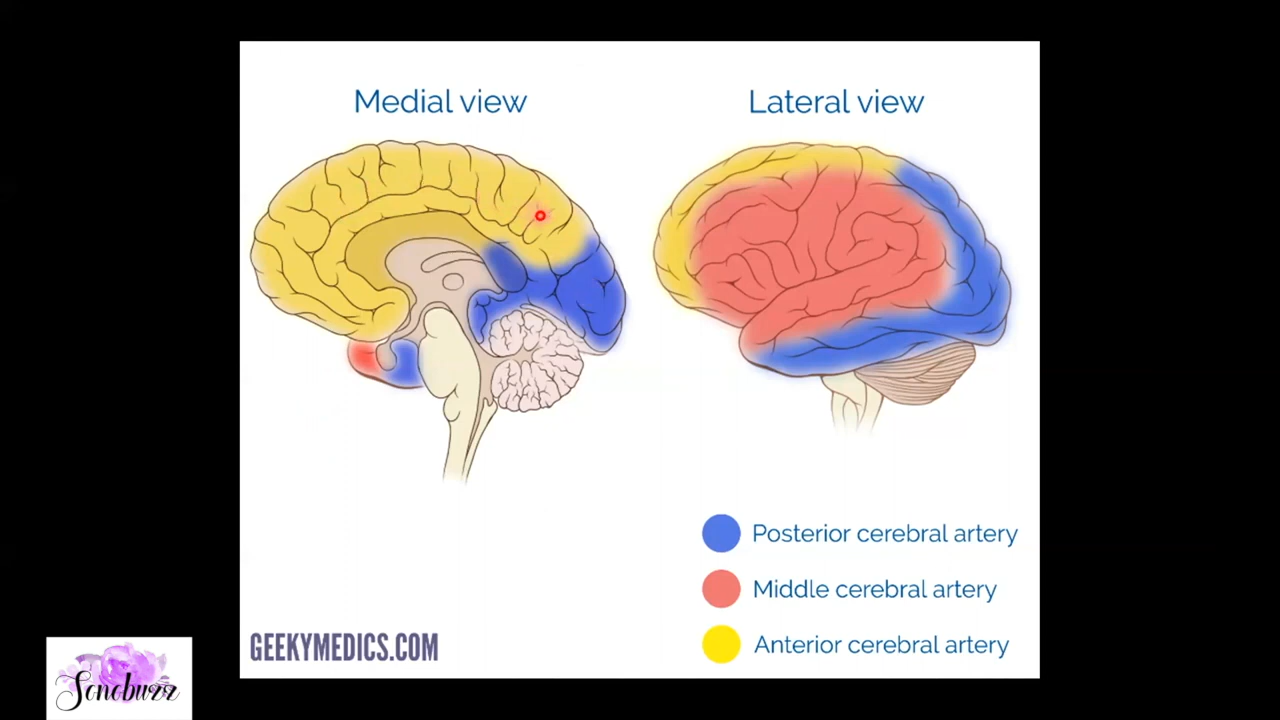 Medial view
Lateral view
Posterior cerebral artery
Middle cerebral artery
Anterior cerebral artery
GEEKYMEDICS.COM
Sonobuzz